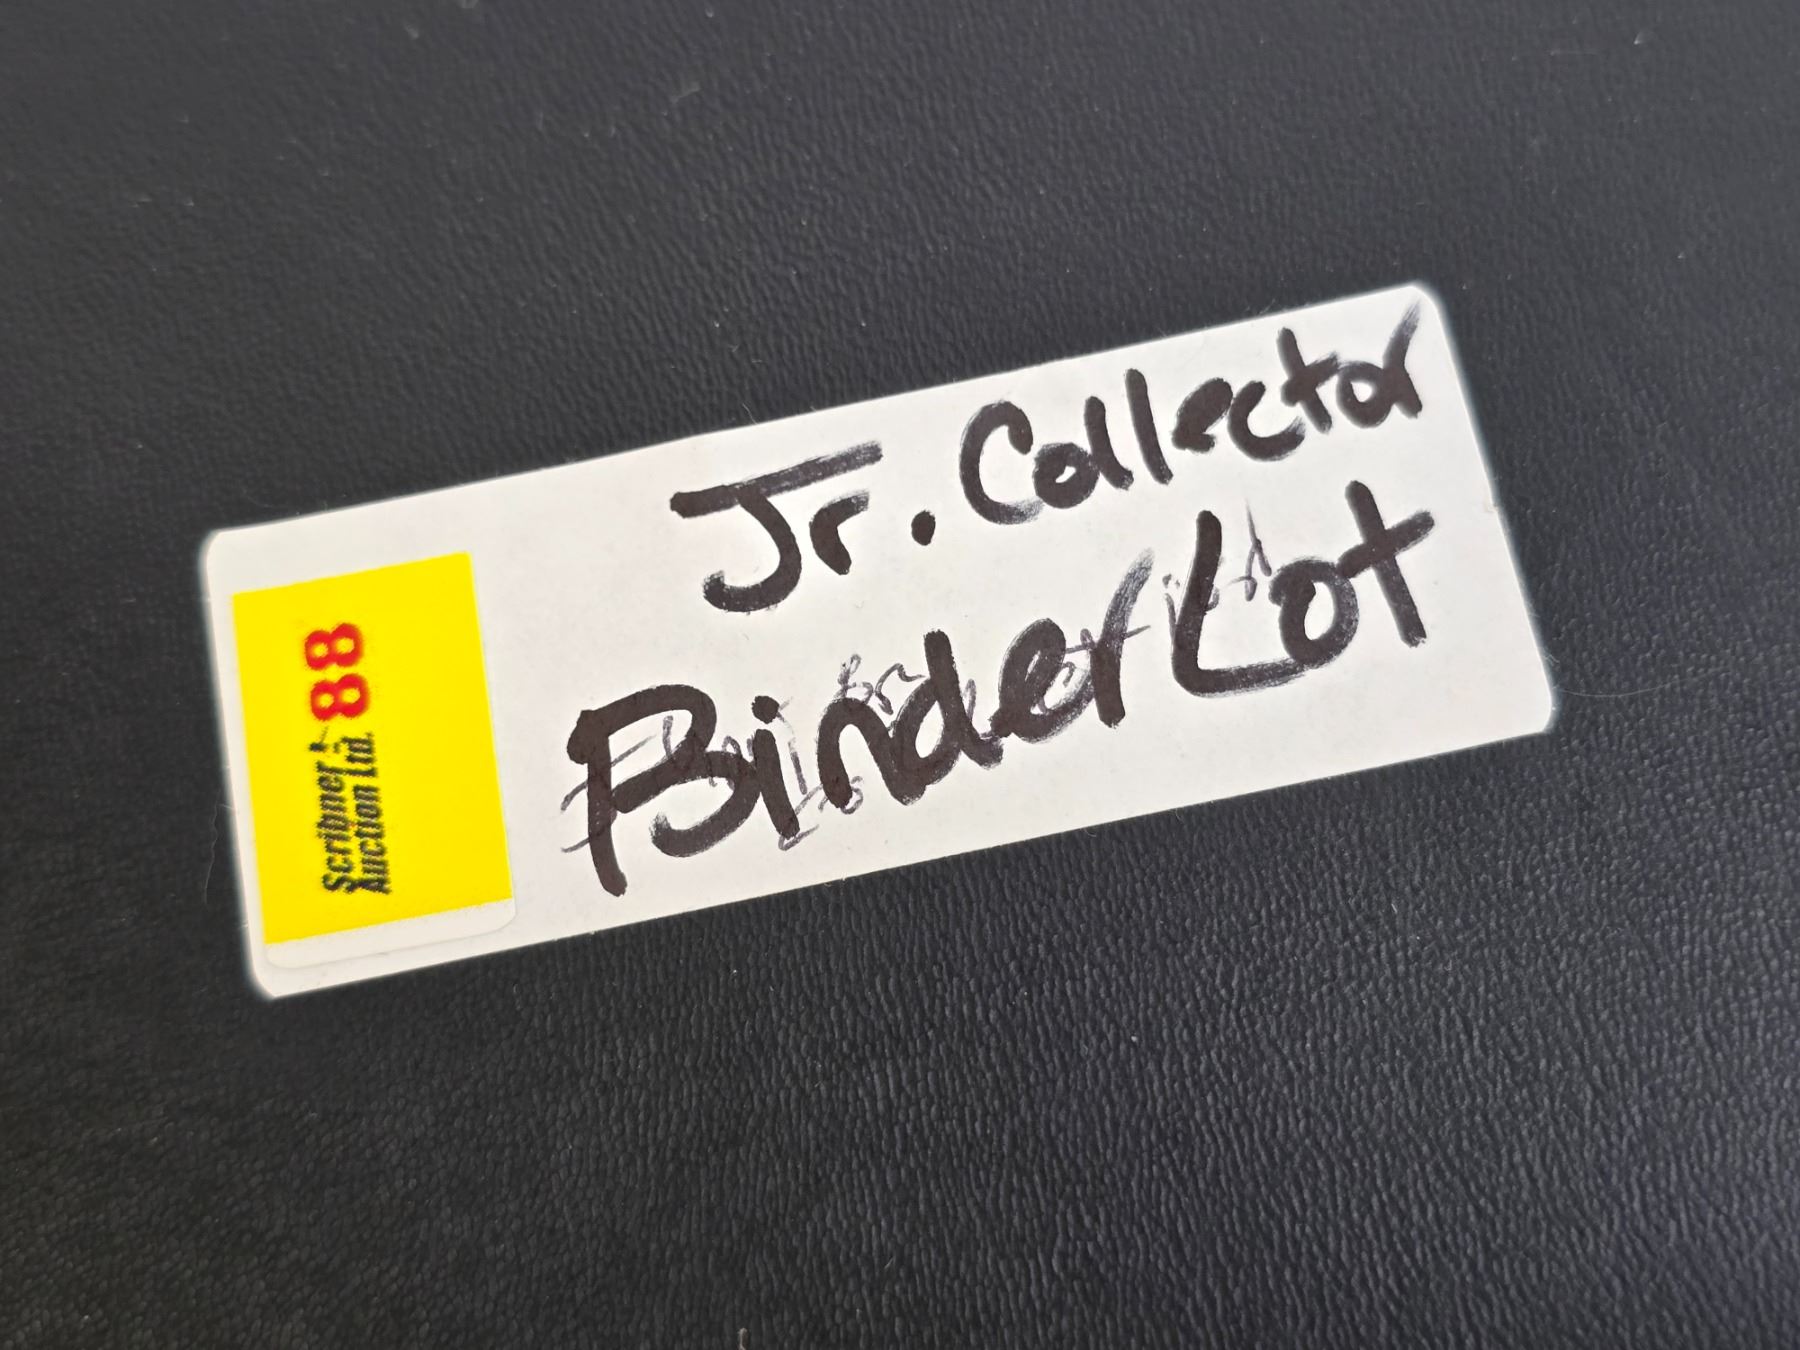 Jr. Collector
Binder Lot
88
Scribner
Auction Ltd.